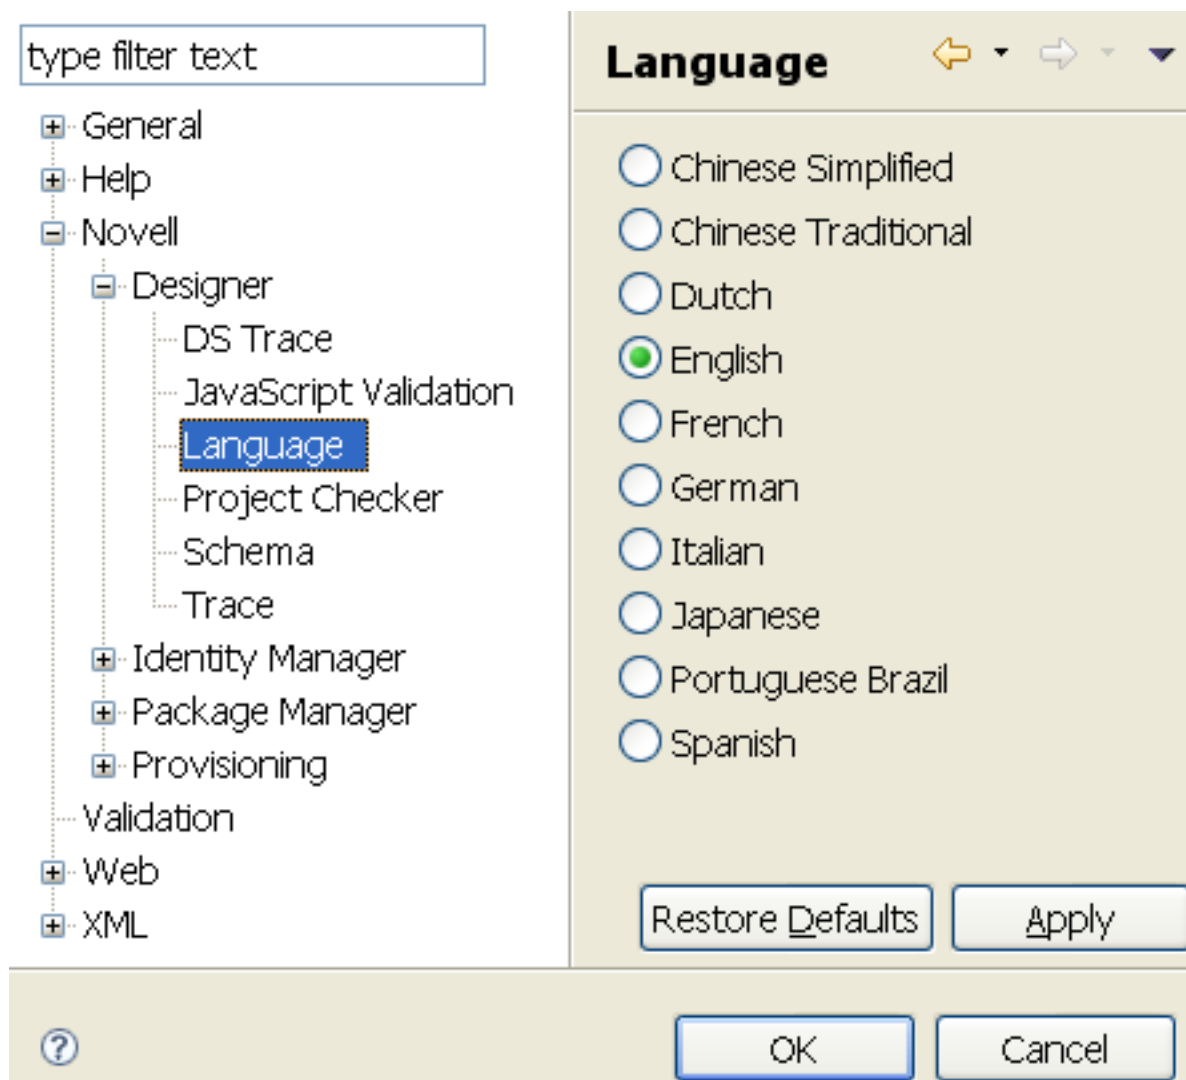 type filter text
General
Help
Novell
Designer
DS Trace
JavaScript Validation
Language
Project Checker
Schema
Trace
Identity Manager
Package Manager
Provisioning
Validation
Web
XML
Language
Chinese Simplified
Chinese Traditional
Dutch
English
French
German
Italian
Japanese
Portuguese Brazil
Spanish
Restore Defaults
Apply
?
OK
Cancel